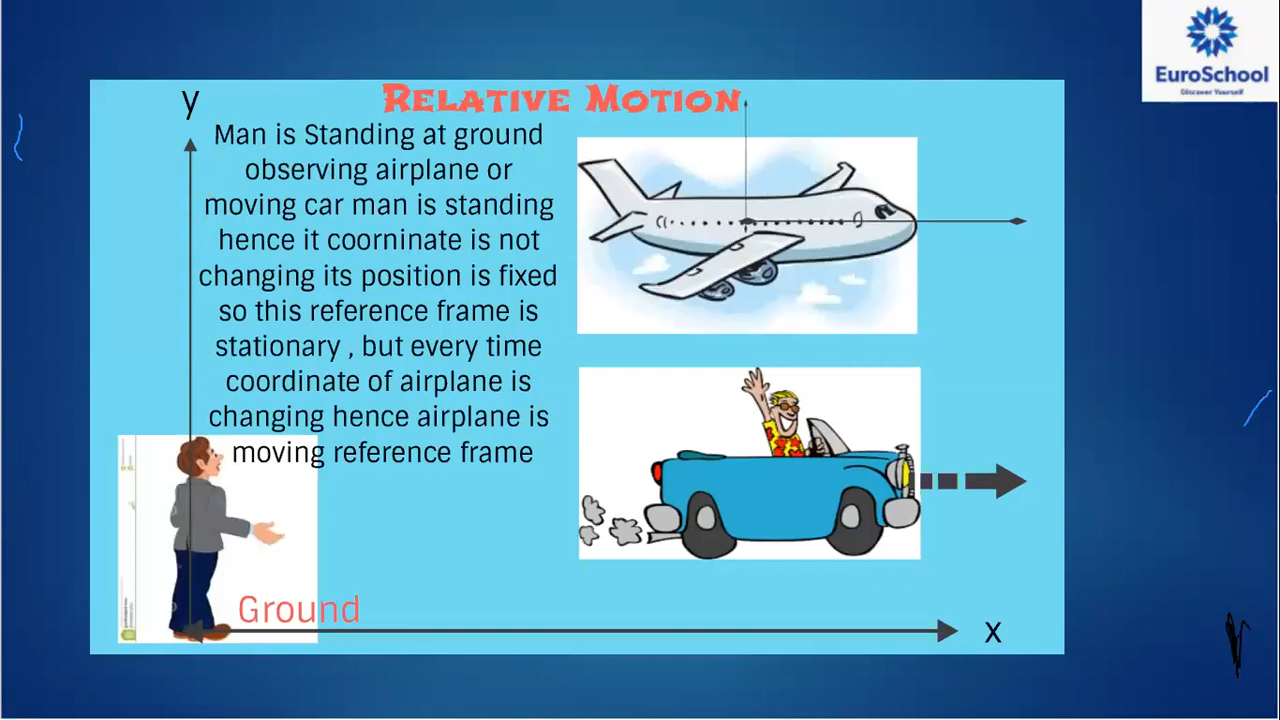 EuroSchool
Discover Yourself
RELATIVE MOTION
y
Man is Standing at ground
observing airplane or
moving car man is standing
hence it coorninate is not
changing its position is fixed
so this reference frame is
stationary , but every time
coordinate of airplane is
changing hence airplane is
moving reference frame
Ground
x